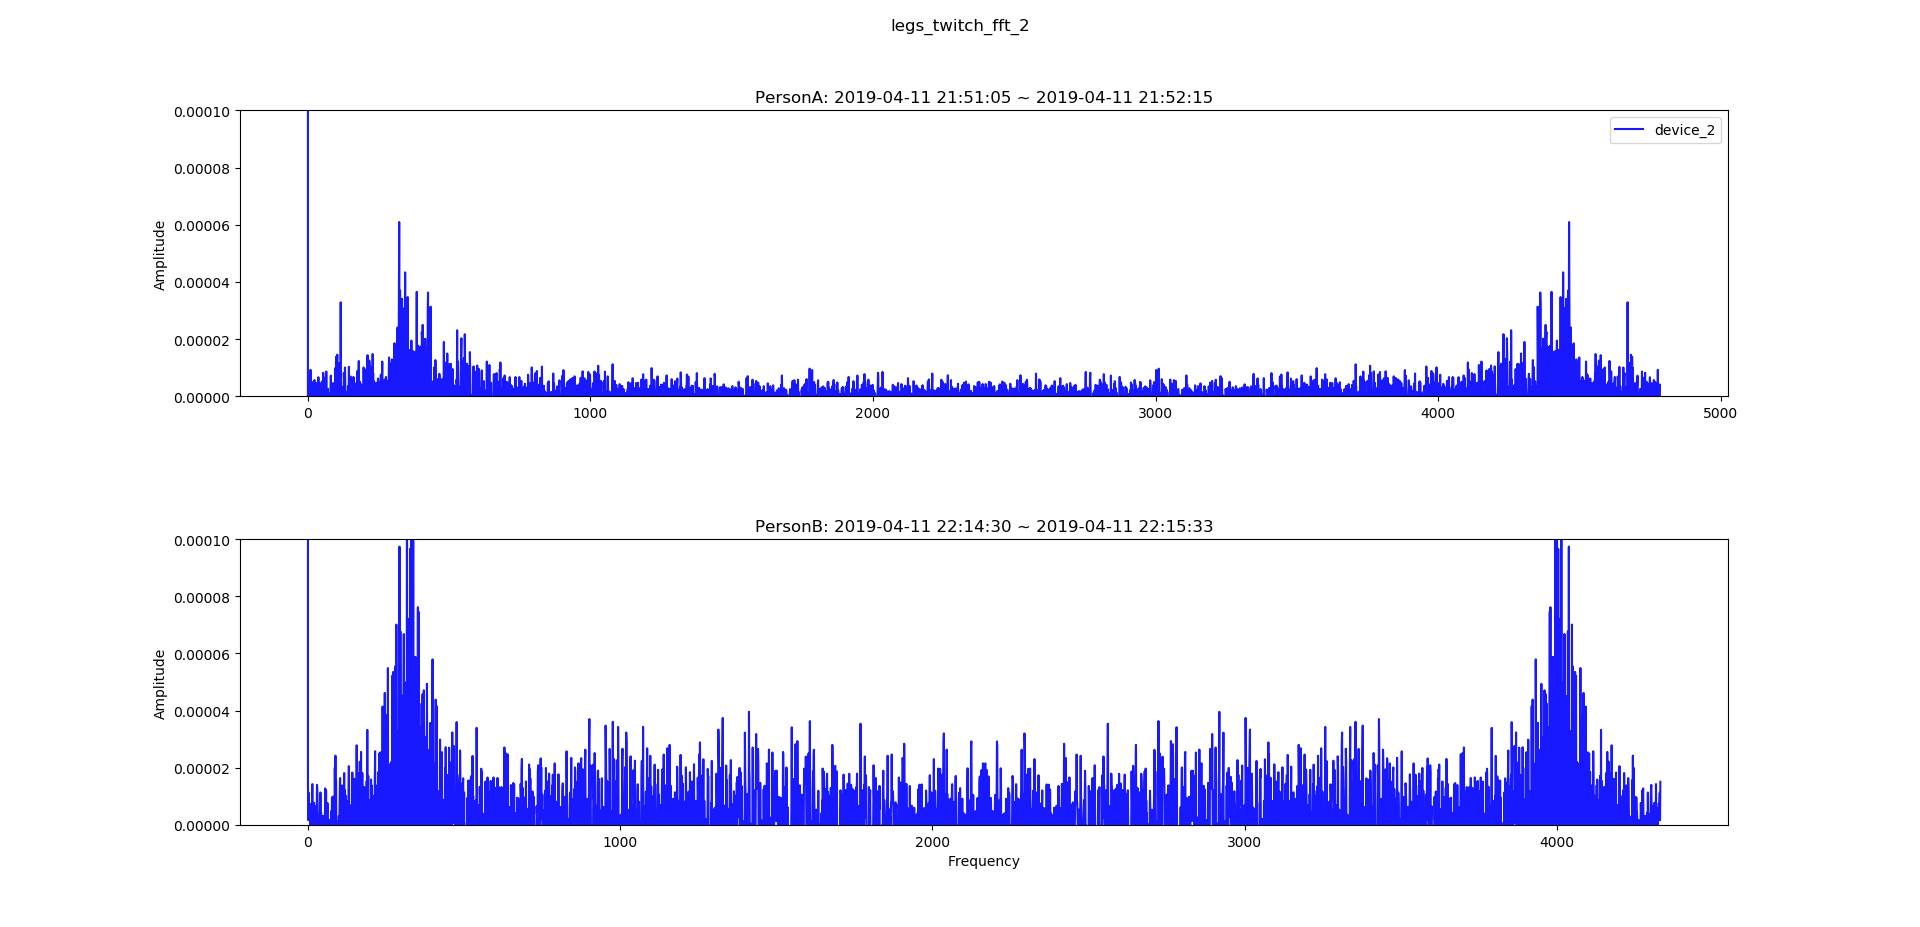 legs_twitch_fft_2
PersonA: 2019-04-11 21:51:05 ~ 2019-04-11 21:52:15
0.00010
0.00008
0.00006
0.00004
0.00002
0.00000
Amplitude
device_2
0 1000 2000 3000 4000 5000
PersonB: 2019-04-11 22:14:30 ~ 2019-04-11 22:15:33
0.00010
0.00008
0.00006
0.00004
0.00002
0.00000
Amplitude
0 1000 2000 3000 4000
Frequency